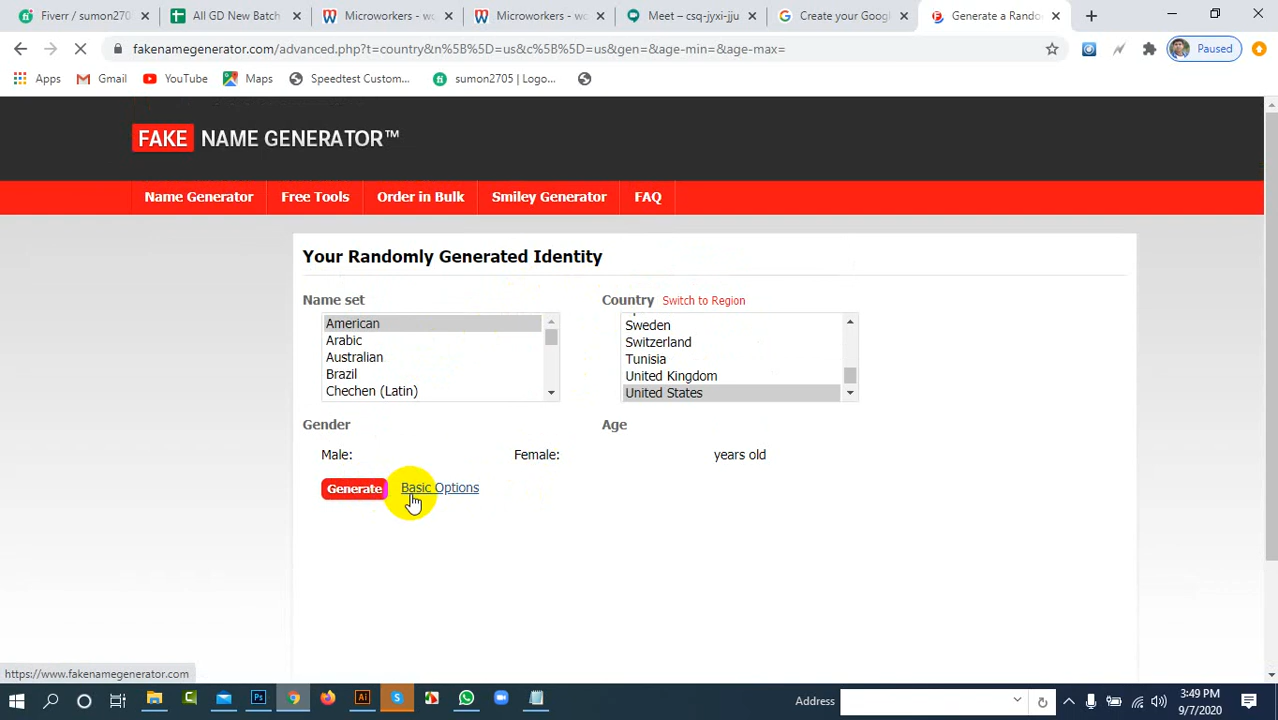 Fiverr / sumon270
All GD New Batch
Microworkers - wo
Microworkers - wo
Meet – csq-jyxi-jju
Create your Goog
Generate a Rando
fakenamegenerator.com/advanced.php?t=country&n%5B%5D=us&c%5B%5D=us&gen=&age-min=&age-max=
Paused
Apps
Gmail
YouTube
Maps
Speedtest Custom...
sumon2705 | Logo...
FAKE NAME GENERATOR™
Name Generator
Free Tools
Order in Bulk
Smiley Generator
FAQ
Your Randomly Generated Identity
Name set
Country Switch to Region
American
Arabic
Australian
Brazil
Chechen (Latin)
Sweden
Switzerland
Tunisia
United Kingdom
United States
Gender
Age
Male:
Female:
years old
Generate
Basic Options
https://www.fakenamegenerator.com
Address
3:49 PM
9/7/2020